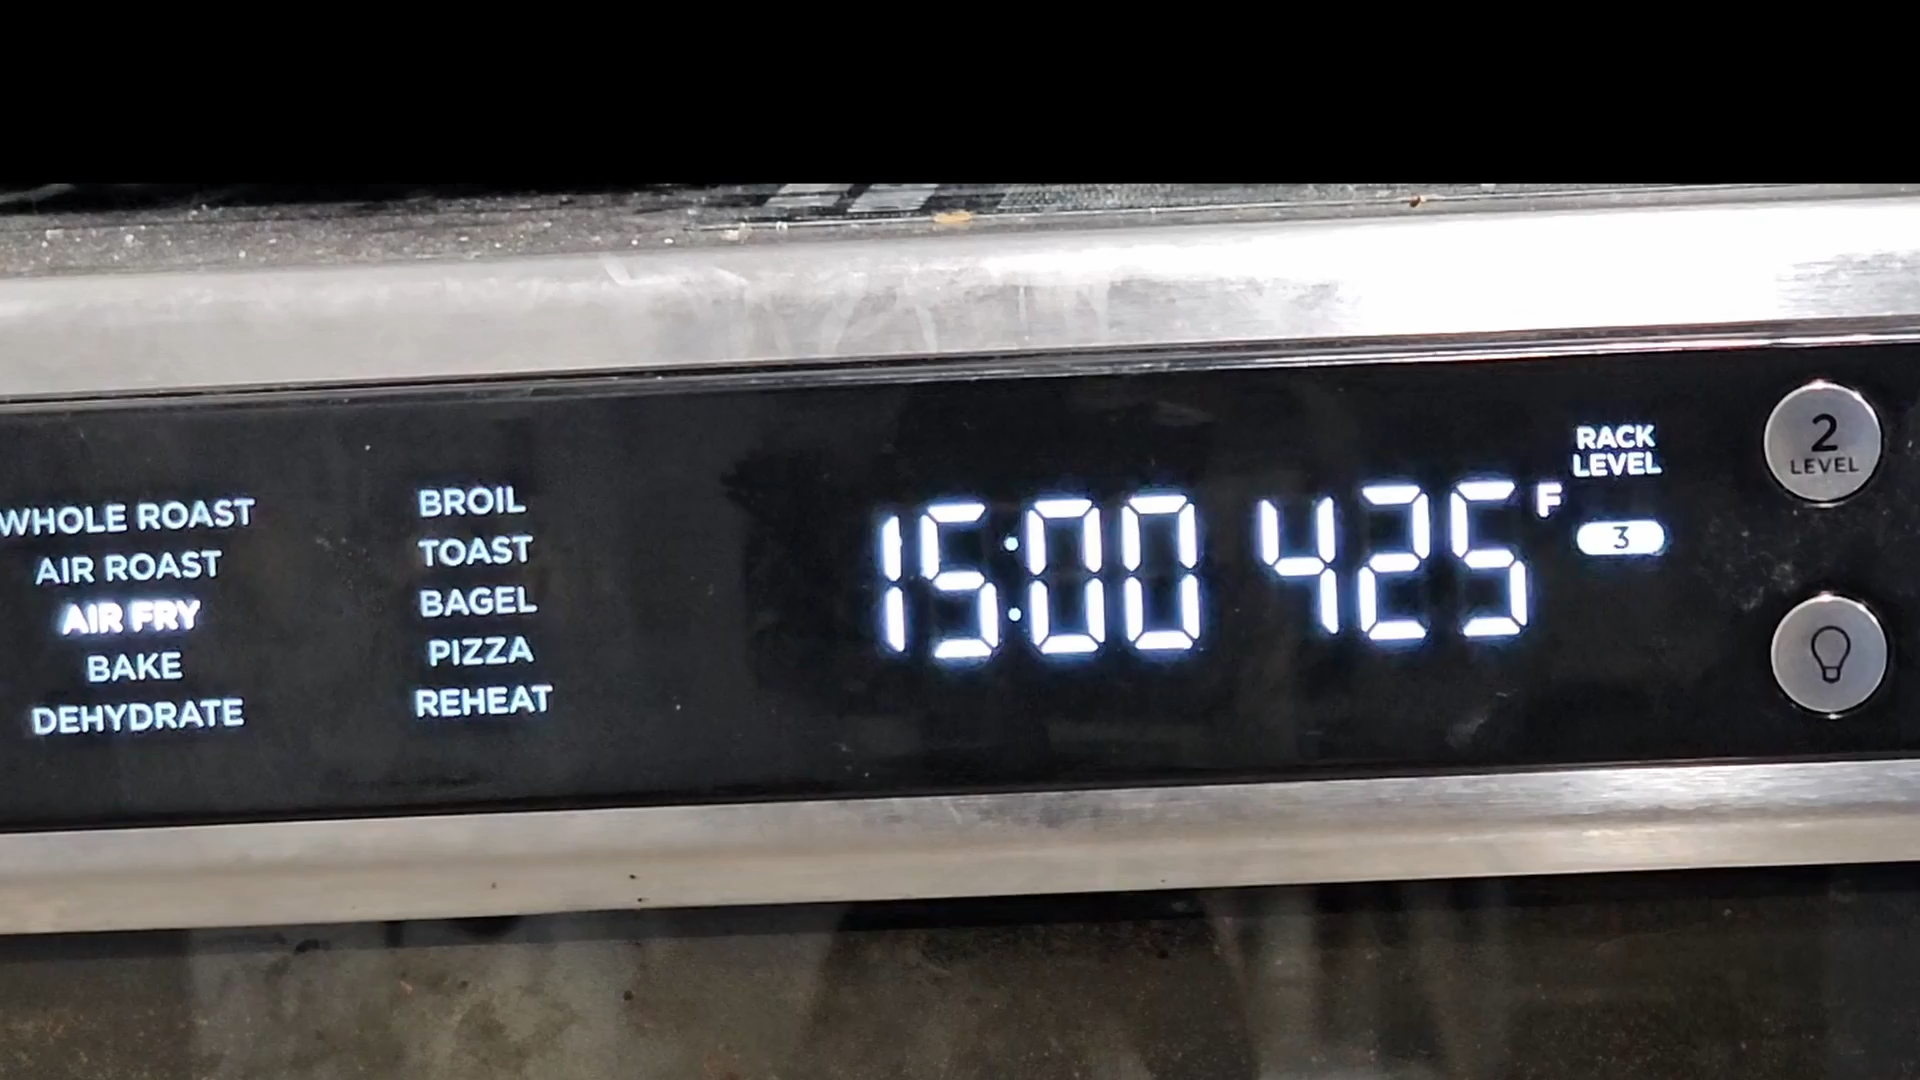 WHOLE ROAST
AIR ROAST
AIR FRY
BAKE
DEHYDRATE
BROIL
TOAST
BAGEL
PIZZA
REHEAT
15:00 425 F
RACK
LEVEL
3
2
LEVEL